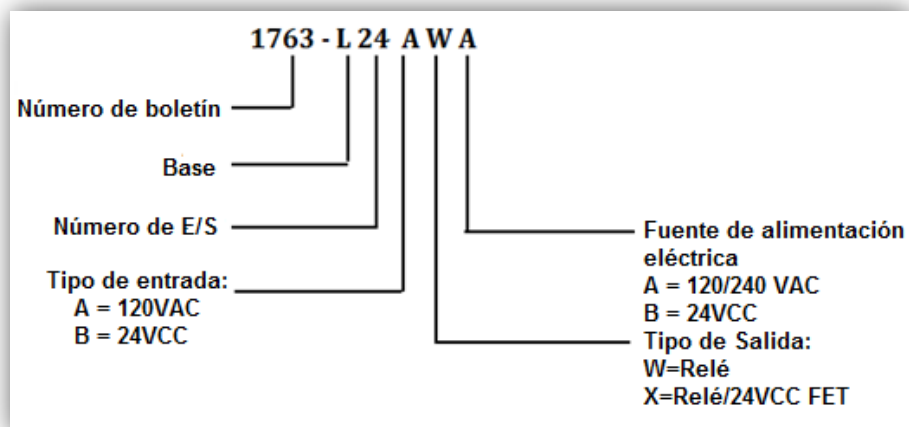 1763 - L 24 A W A
Número de boletín
Base
Número de E/S
Tipo de entrada:
A = 120VAC
B = 24VCC
Fuente de alimentación
eléctrica
A = 120/240 VAC
B = 24VCC
Tipo de Salida:
W=Relé
X=Relé/24VCC FET